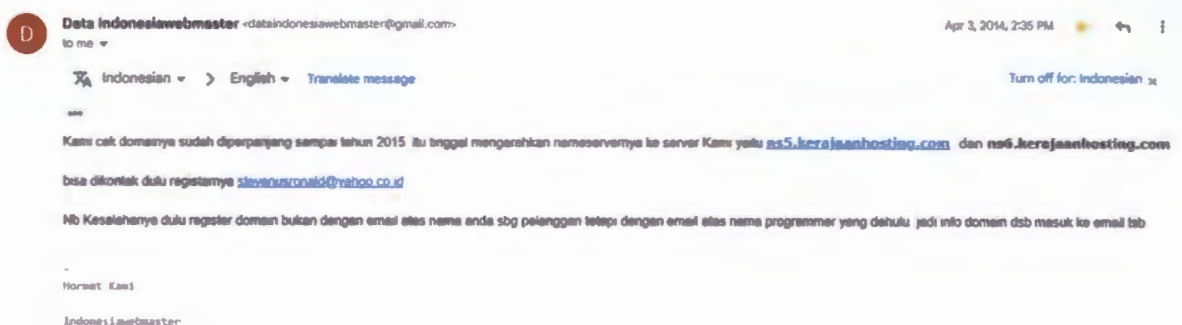 D
Data Indonesiawebmaster <dataindonesiawebmaster@gmail.com>
Apr 3, 2014, 2:35 PM
to me
Indonesian > English Translate message
Turn off for: Indonesian x
...
Kami cek domainya sudah diperpanjang sampai tahun 2015 itu tinggal mengarahkan nameservernya ke server Kami yaitu ns5.kerajaanhosting.com dan ns6.kerajaanhosting.com
bisa dikontak dulu registarnya stevanusronald@yahoo.co.id
Nb Kesalahanya dulu register domain bukan dengan email atas nama anda sbg pelanggan tetapi dengan email atas nama programmer yang dahulu jadi info domain dsb masuk ke email tsb
-
Hormat Kami
Indonesiawebmaster